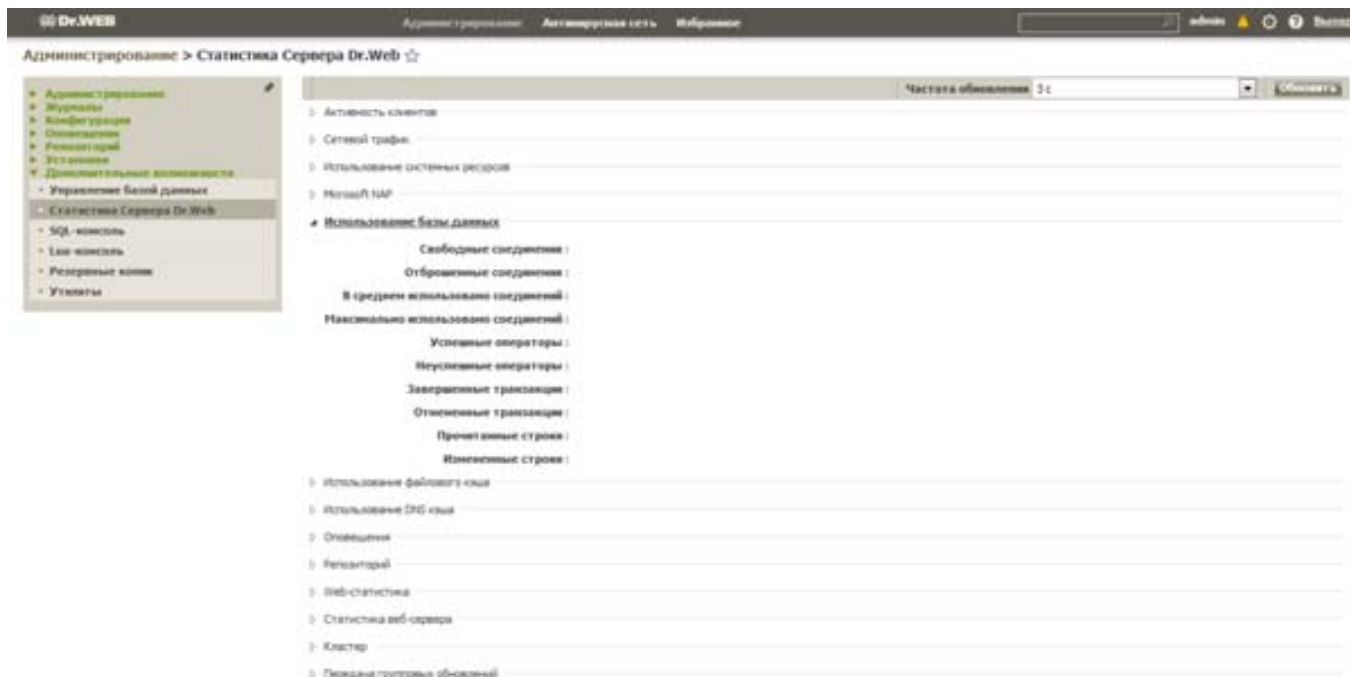 Dr.WEB
Администрирование Антивирусная сеть Избранное
admin
Администрирование > Статистика Сервера Dr.Web
Частота обновления 3 с Обновить
Администрирование
Журналы
Конфигурация
Оповещения
Репозиторий
Установки
Дополнительные возможности
Управление базой данных
Статистика Сервера Dr.Web
SQL-консоль
Lua-консоль
Резервные копии
Утилиты
Активность клиентов
Сетевой трафик
Использование системных ресурсов
Microsoft NAP
Использование базы данных
Свободные соединения :
Отброшенные соединения :
В среднем использовано соединений :
Максимально использовано соединений :
Успешные операторы :
Неуспешные операторы :
Завершенные транзакции :
Отмененные транзакции :
Прочитанные строки :
Измененные строки :
Использование файлового кэша
Использование DNS кэша
Оповещения
Репозиторий
Web-статистика
Статистика веб-сервера
Кластер
Передача групповых обновлений